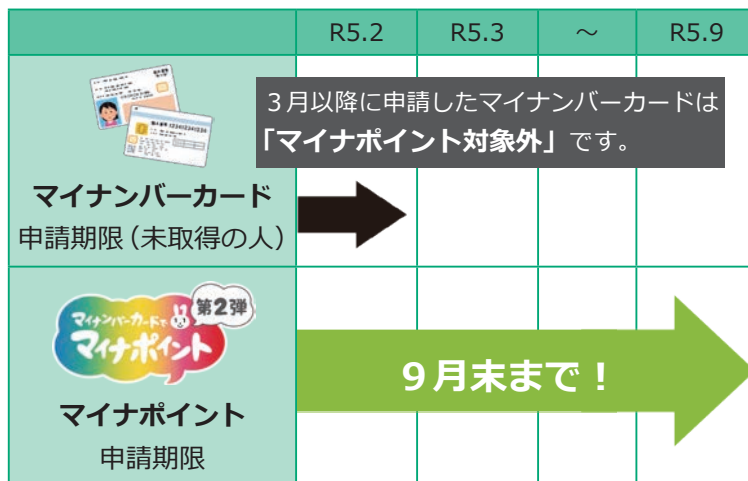 R5.2 R5.3 ～ R5.9
３月以降に申請したマイナンバーカードは
「マイナポイント対象外」です。
マイナンバーカード
申請期限（未取得の人）
第2弾
マイナンバーカードで
マイナポイント
９月末まで！
マイナポイント
申請期限